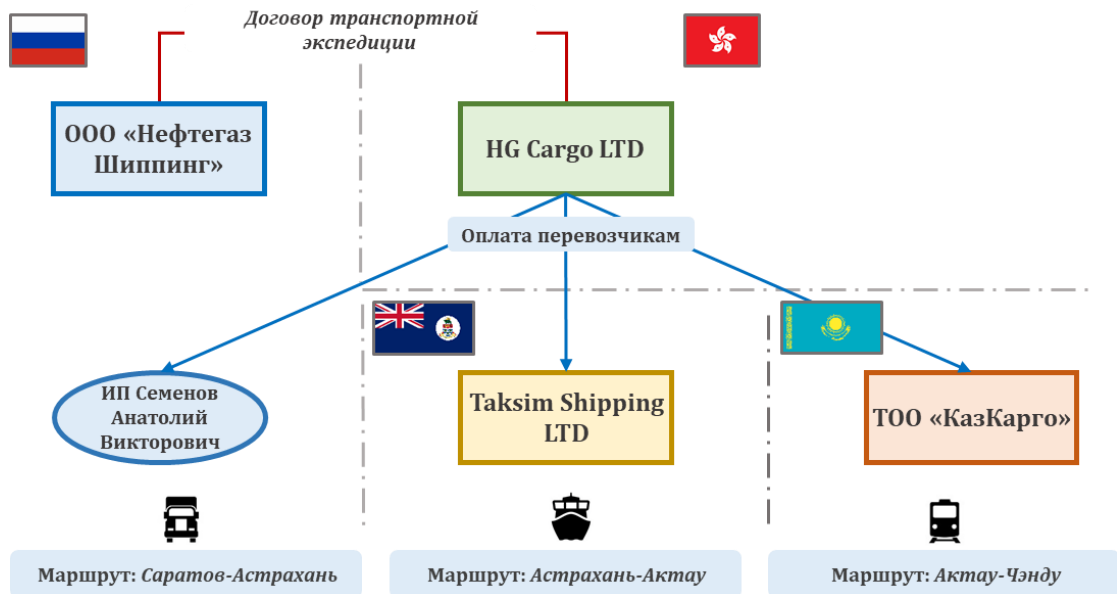 Договор транспортной
экспедиции
ООО «Нефтегаз
Шиппинг»
HG Cargo LTD
Оплата перевозчикам
ИП Семенов
Анатолий
Викторович
Taksim Shipping
LTD
ТОО «КазКарго»
Маршрут: Саратов-Астрахань
Маршрут: Астрахань-Актау
Маршрут: Актау-Чэнду